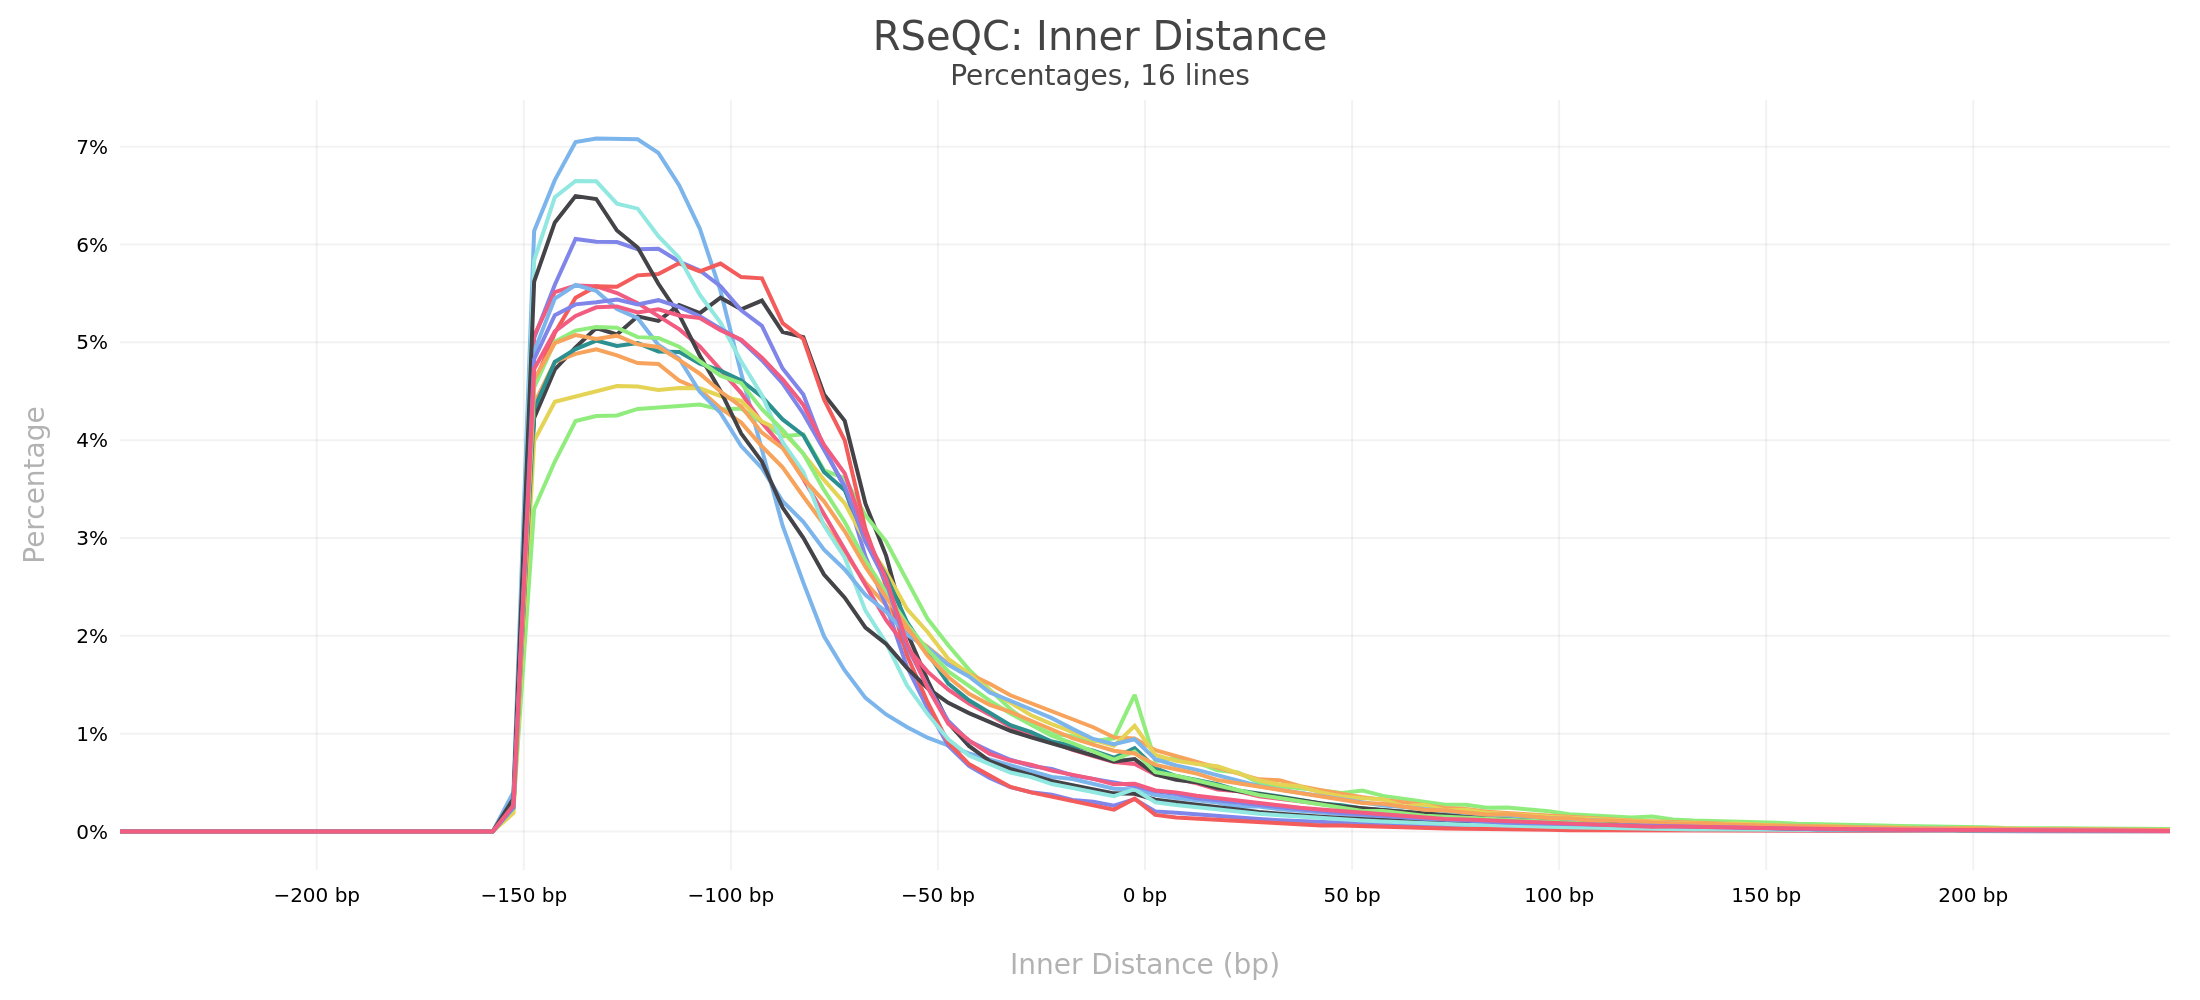 RSeQC: Inner Distance
Percentages, 16 lines
7%
6%
5%
4%
3%
2%
1%
0%
Percentage
−200 bp
−150 bp
−100 bp
−50 bp
0 bp
50 bp
100 bp
150 bp
200 bp
Inner Distance (bp)